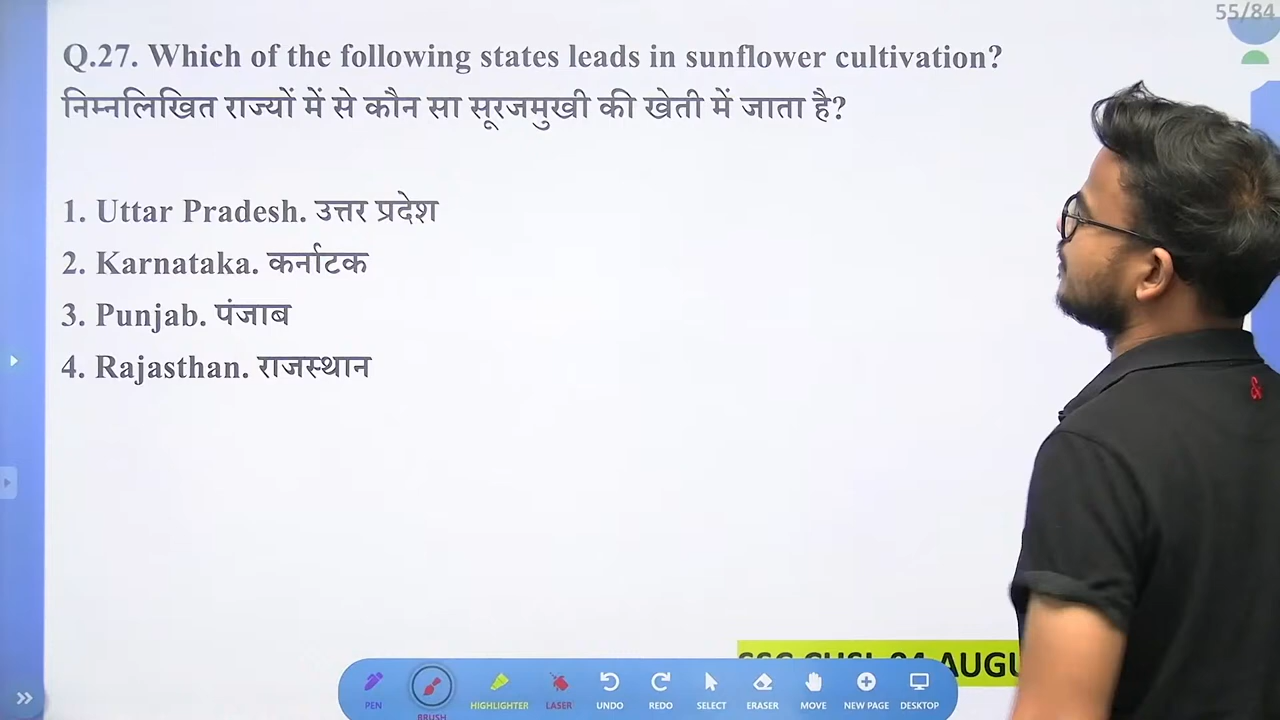 55/84
Q.27. Which of the following states leads in sunflower cultivation?
निम्नलिखित राज्यों में से कौन सा सूरजमुखी की खेती में जाता है?
1. Uttar Pradesh. उत्तर प्रदेश
2. Karnataka. कर्नाटक
3. Punjab. पंजाब
4. Rajasthan. राजस्थान
&
PEN
BRUSH
HIGHLIGHTER
LASER
UNDO
REDO
SELECT
ERASER
MOVE
NEW PAGE
DESKTOP